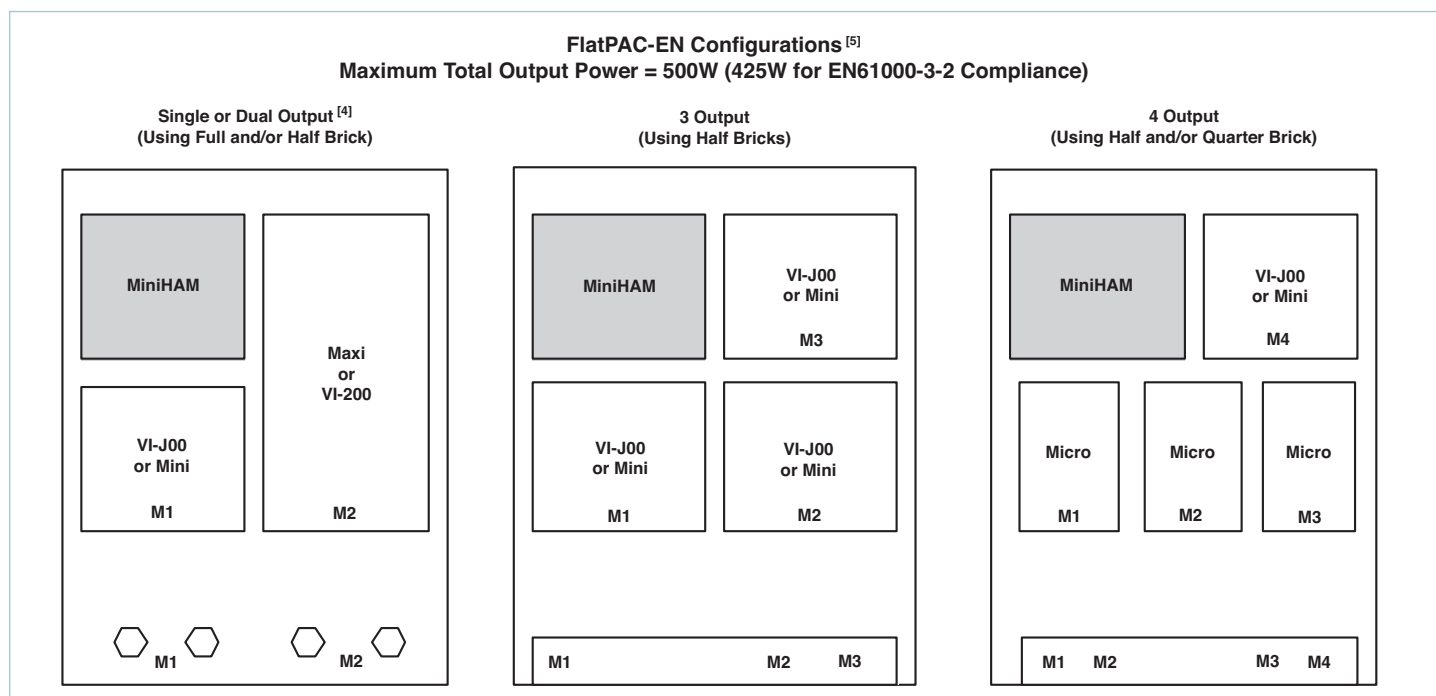 FlatPAC-EN Configurations [5]
Maximum Total Output Power = 500W (425W for EN61000-3-2 Compliance)
Single or Dual Output [4]
(Using Full and/or Half Brick)
MiniHAM
Maxi
or
VI-200
VI-J00
or Mini
M1
M2
M1
M2
3 Output
(Using Half Bricks)
MiniHAM
VI-J00
or Mini
M3
VI-J00
or Mini
M1
VI-J00
or Mini
M2
M1
M2
M3
4 Output
(Using Half and/or Quarter Brick)
MiniHAM
VI-J00
or Mini
M4
Micro
M1
Micro
M2
Micro
M3
M1
M2
M3
M4